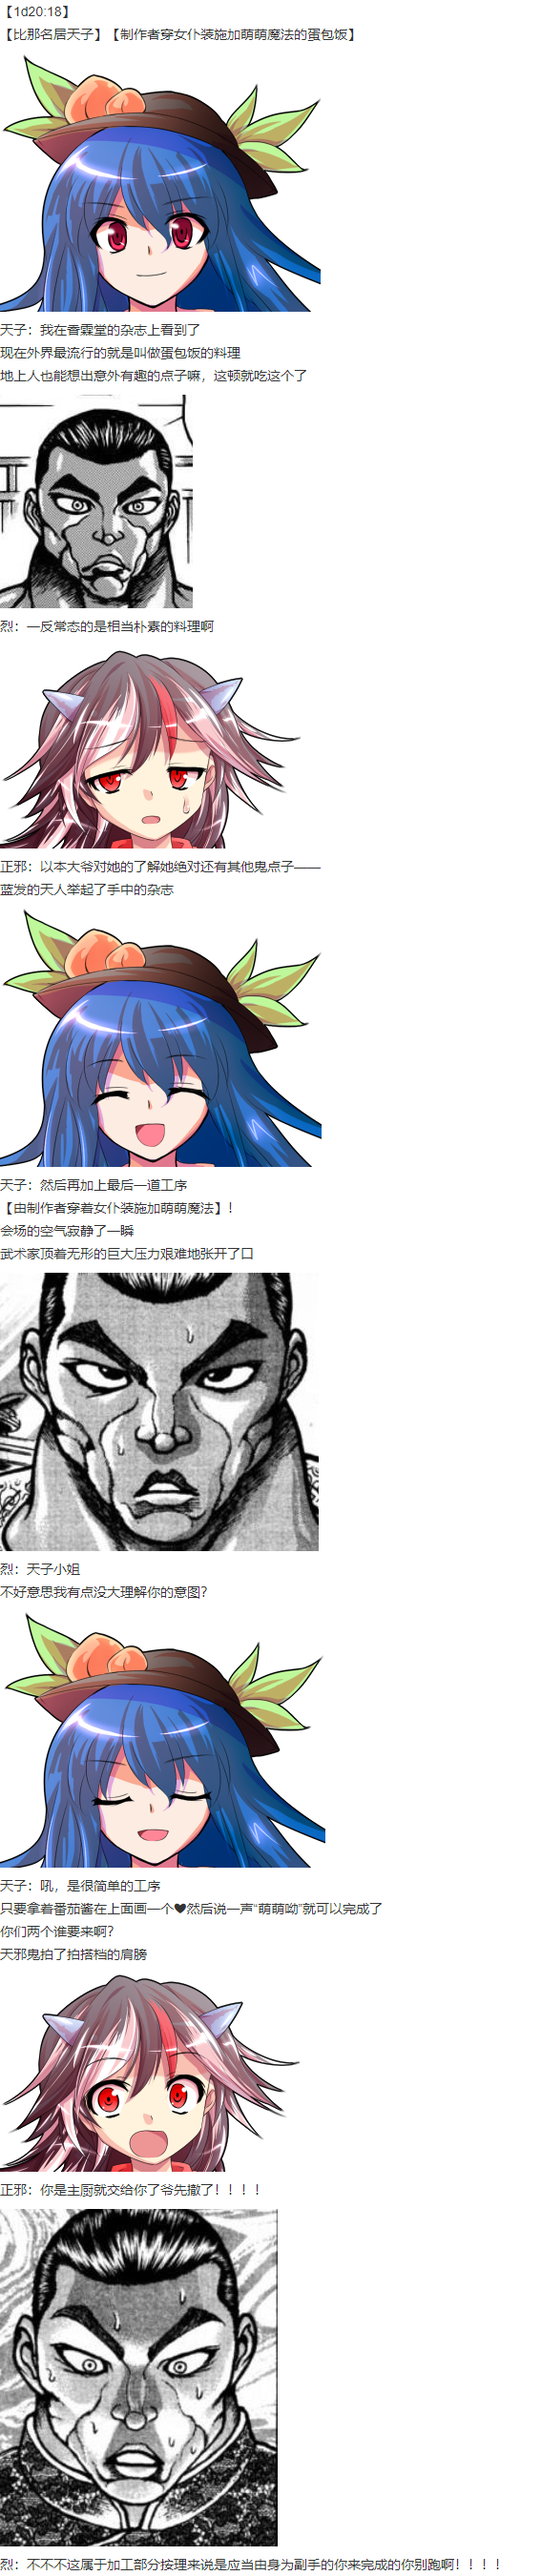 【1d20:18】
【比那名居天子】【制作者穿女仆装施加萌萌魔法的蛋包饭】
天子：我在香霖堂的杂志上看到了
现在外界最流行的就是叫做蛋包饭的料理
地上人也能想出意外有趣的点子嘛，这顿就吃这个了
烈：一反常态的是相当朴素的料理啊
正邪：以本大爷对她的了解她绝对还有其他鬼点子——
蓝发的天人举起了手中的杂志
天子：然后再加上最后一道工序
【由制作者穿着女仆装施加萌萌魔法】！
会场的空气寂静了一瞬
武术家顶着无形的巨大压力艰难地张开了口
烈：天子小姐
不好意思我有点没大理解你的意图？
天子：吼，是很简单的工序
只要拿着番茄酱在上面画一个♥然后说一声“萌萌呦”就可以完成了
你们两个谁要来啊？
天邪鬼拍了拍搭档的肩膀
正邪：你是主厨就交给你了爷先撤了！！！！
烈：不不不这属于加工部分按理来说是应当由身为副手的你来完成的你别跑啊！！！！